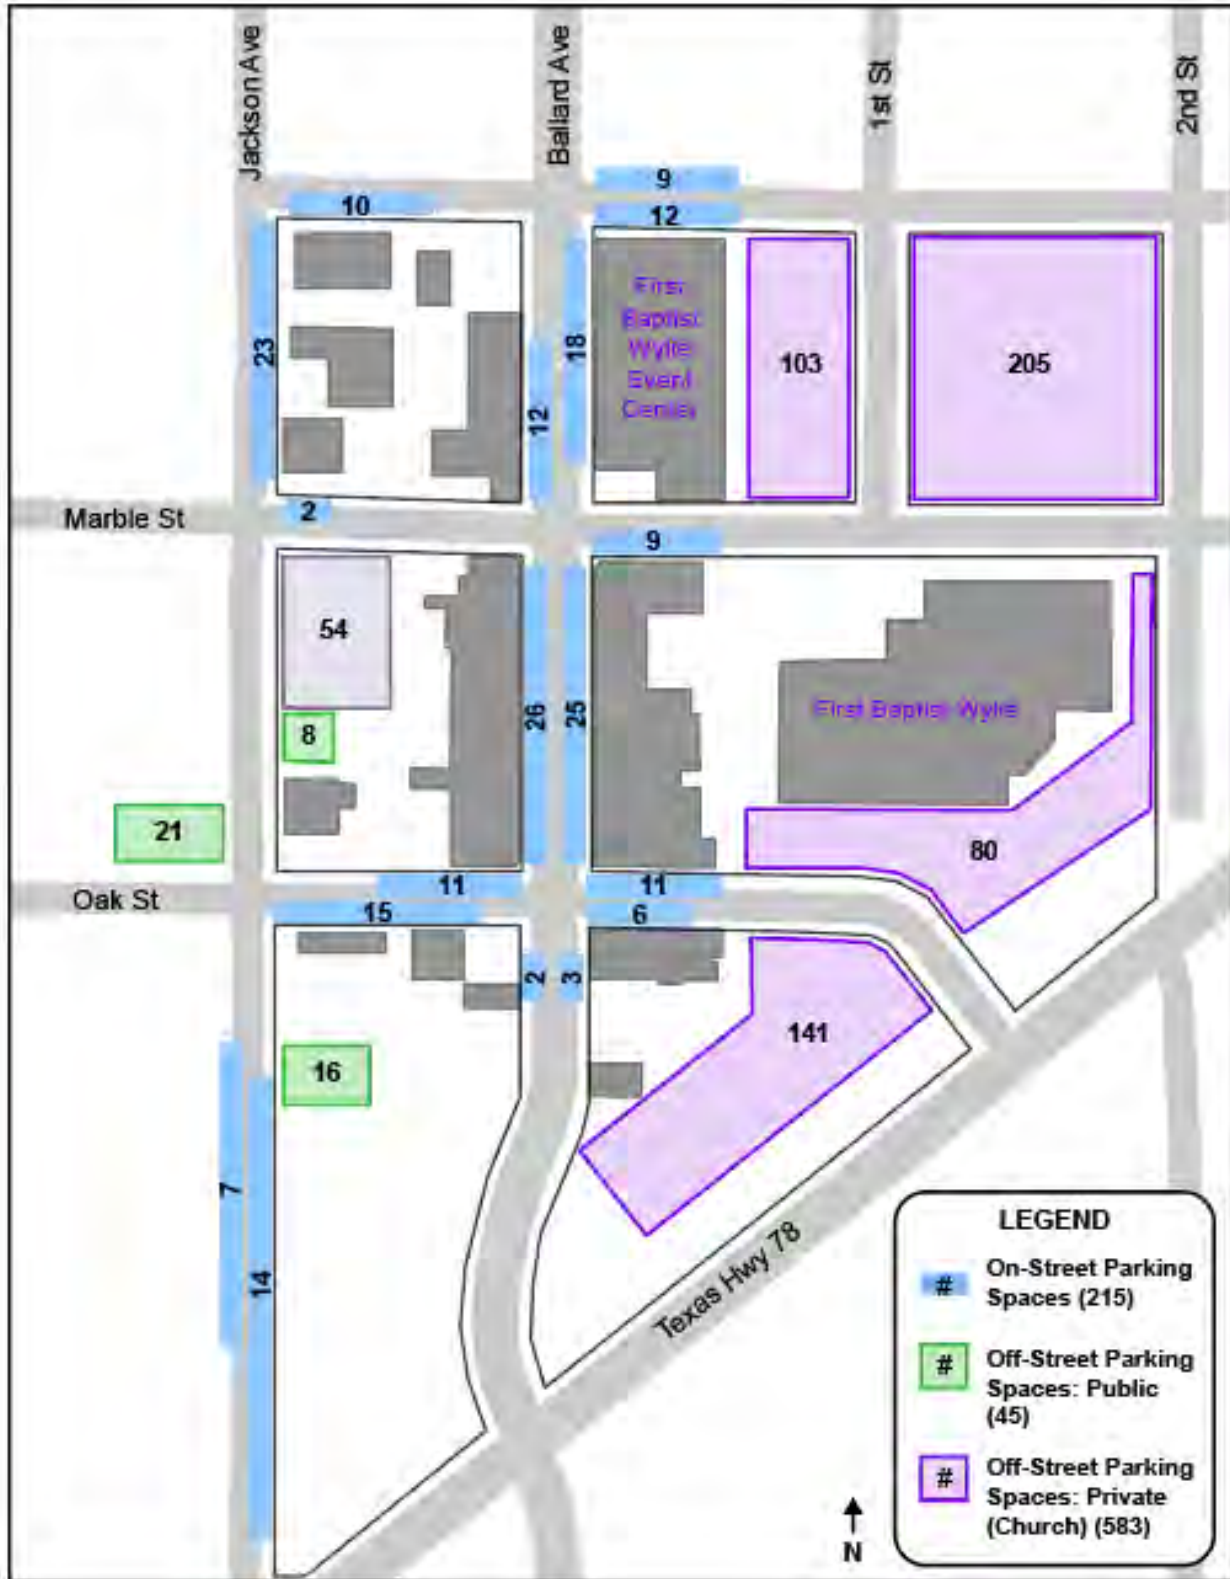 Jackson Ave
Ballard Ave
1st St
2nd St
9
10
12
23
18
12
First
Baptist
Wylie
Event
Center
103
205
2
Marble St
9
54
8
26
25
First Baptist Wylie
21
80
11
11
Oak St
15
6
2
3
16
141
7
14
Texas Hwy 78
LEGEND
# On-Street Parking
Spaces (215)
# Off-Street Parking
Spaces: Public
(45)
# Off-Street Parking
Spaces: Private
(Church) (583)
N